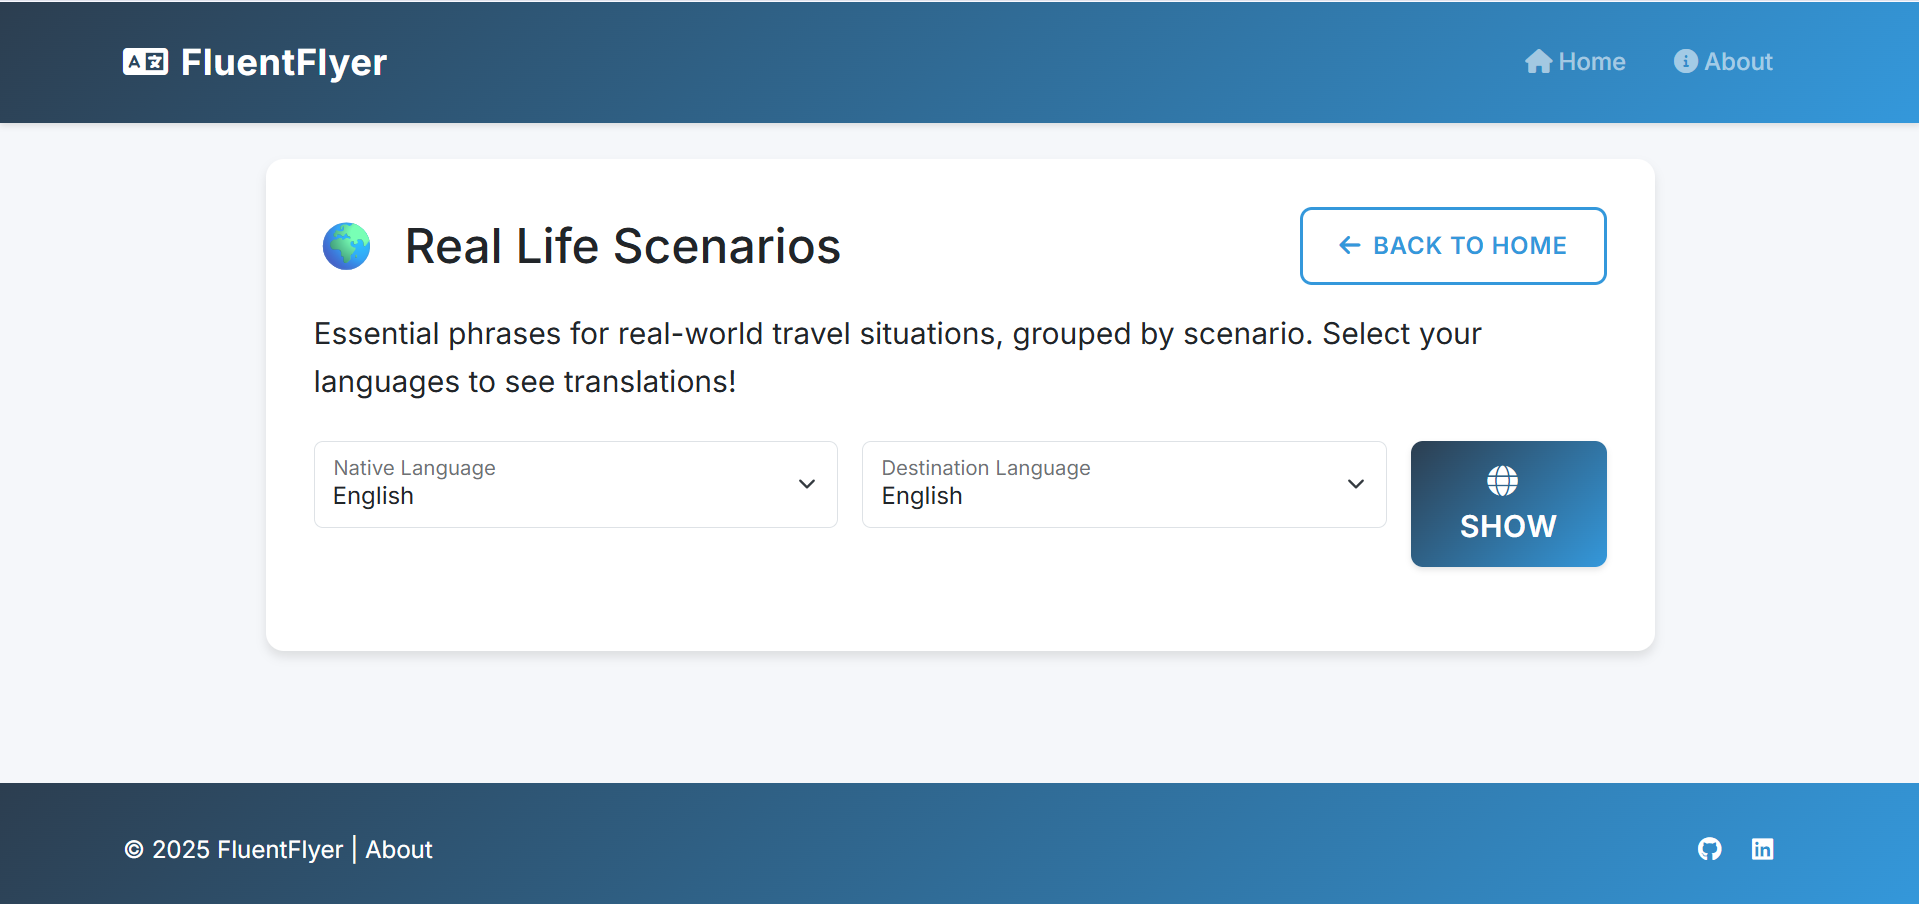 FluentFlyer
Home
About
Real Life Scenarios
BACK TO HOME
Essential phrases for real-world travel situations, grouped by scenario. Select your
languages to see translations!
Native Language
English
Destination Language
English
SHOW
© 2025 FluentFlyer | About